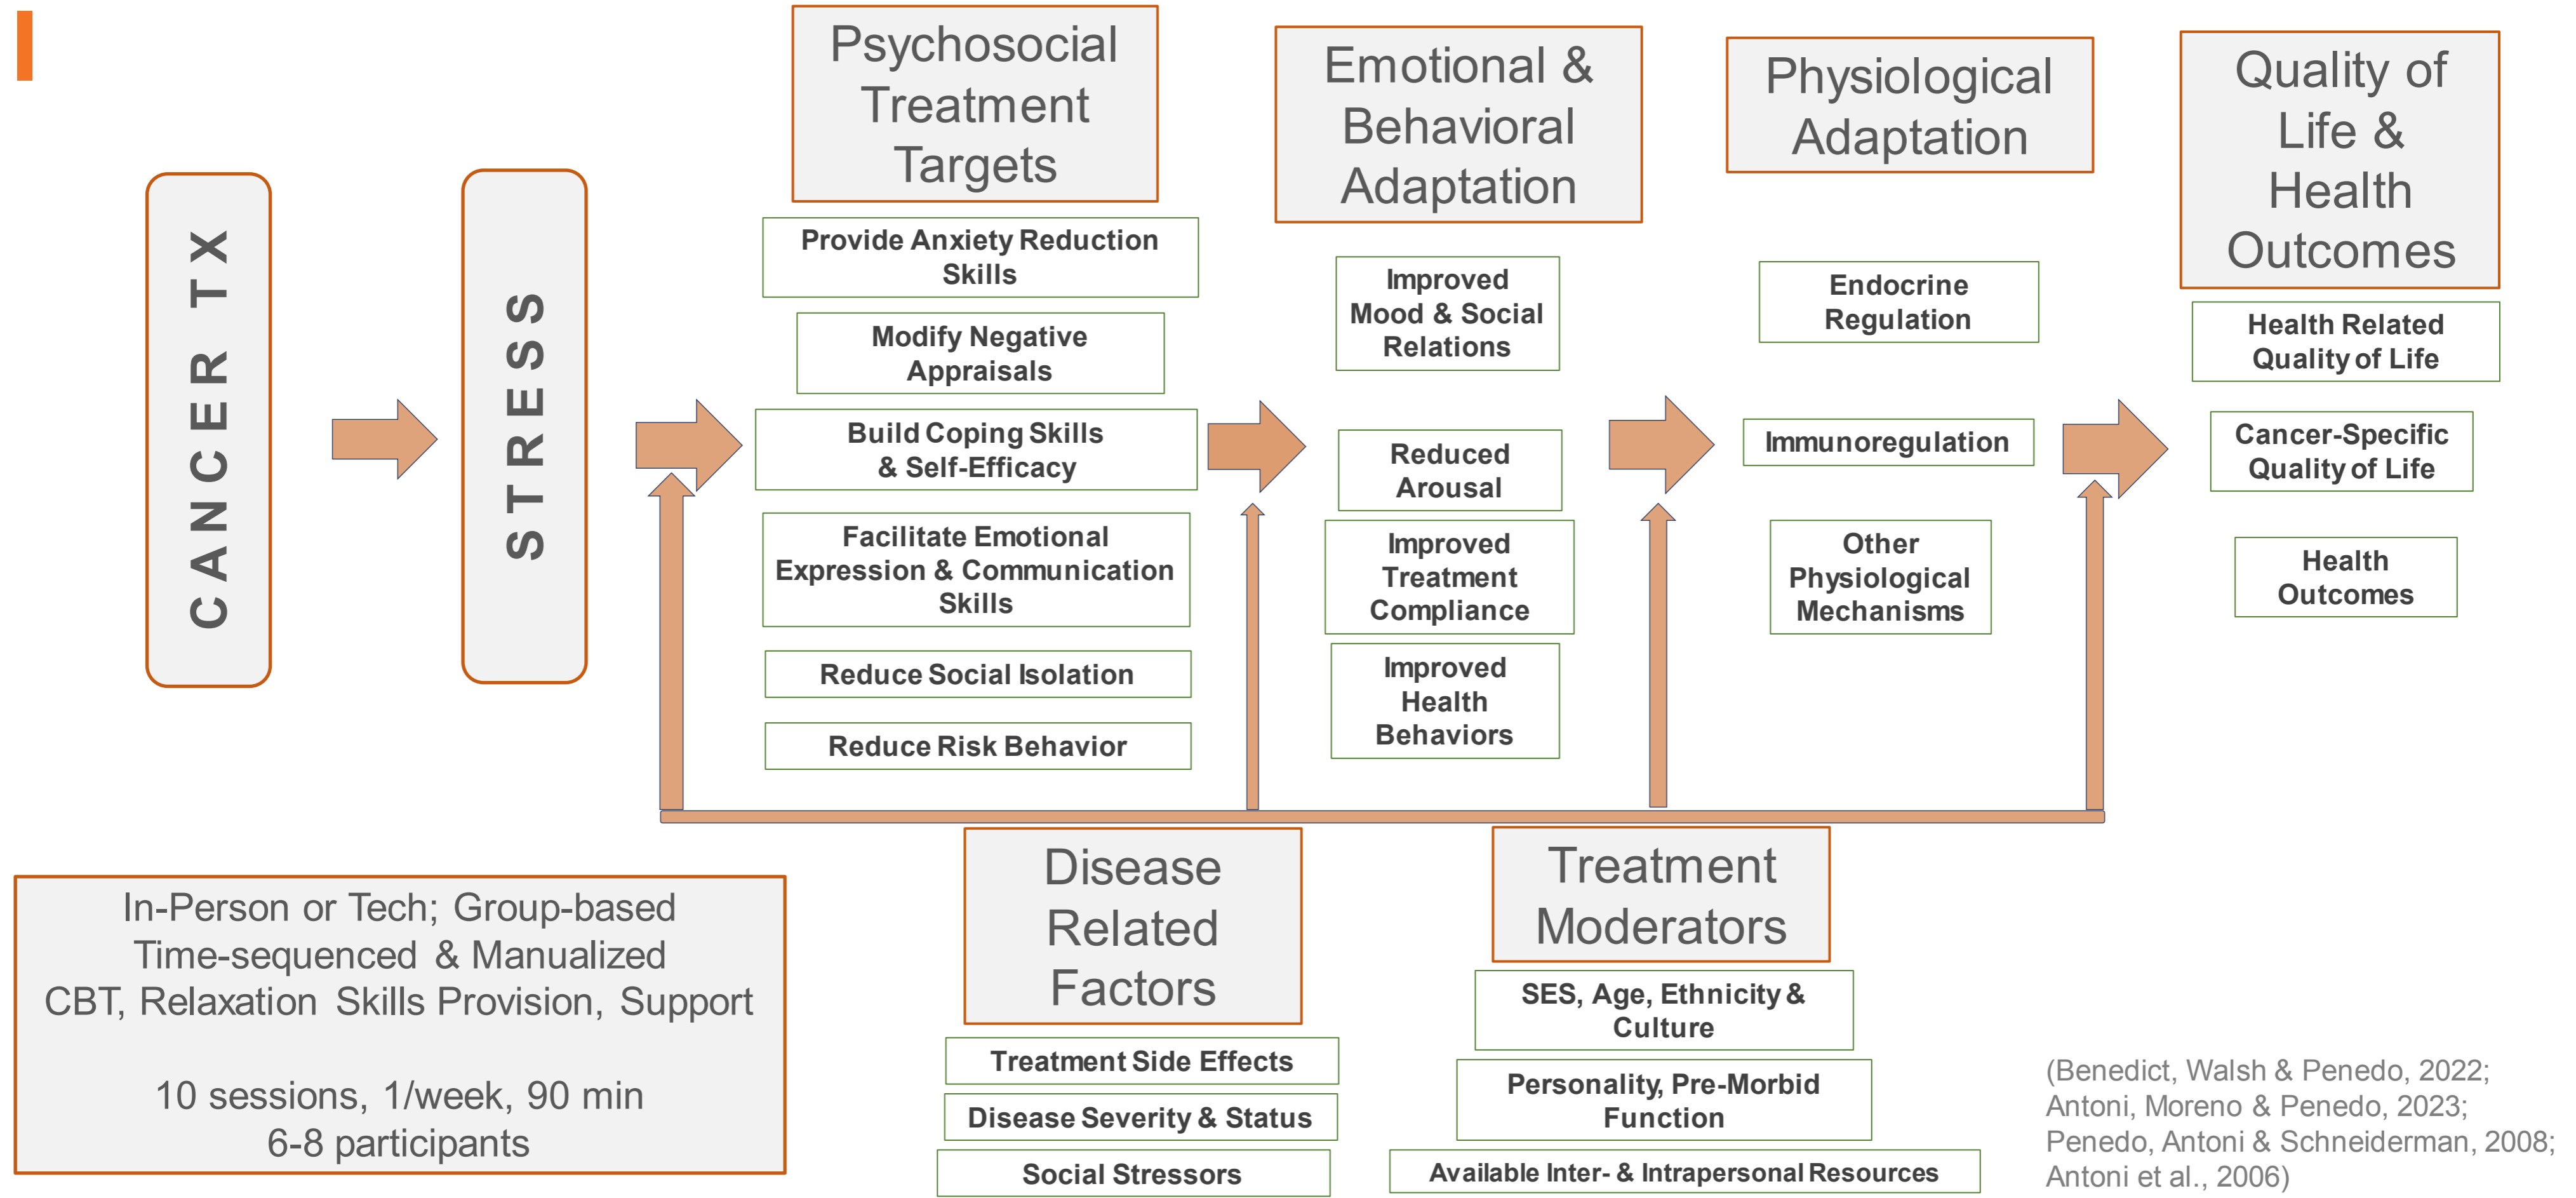 CANCER TX
STRESS
Psychosocial
Treatment
Targets
Provide Anxiety Reduction
Skills
Modify Negative
Appraisals
Build Coping Skills
& Self-Efficacy
Facilitate Emotional
Expression & Communication
Skills
Reduce Social Isolation
Reduce Risk Behavior
Emotional &
Behavioral
Adaptation
Improved
Mood & Social
Relations
Reduced
Arousal
Improved
Treatment
Compliance
Improved
Health
Behaviors
Physiological
Adaptation
Endocrine
Regulation
Immunoregulation
Other
Physiological
Mechanisms
Quality of
Life &
Health
Outcomes
Health Related
Quality of Life
Cancer-Specific
Quality of Life
Health
Outcomes
In-Person or Tech; Group-based
Time-sequenced & Manualized
CBT, Relaxation Skills Provision, Support
10 sessions, 1/week, 90 min
6-8 participants
Disease
Related
Factors
Treatment Side Effects
Disease Severity & Status
Social Stressors
Treatment
Moderators
SES, Age, Ethnicity &
Culture
Personality, Pre-Morbid
Function
Available Inter- & Intrapersonal Resources
(Benedict, Walsh & Penedo, 2022;
Antoni, Moreno & Penedo, 2023;
Penedo, Antoni & Schneiderman, 2008;
Antoni et al., 2006)